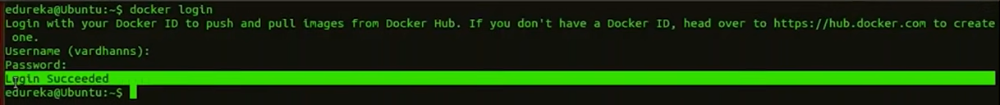 edureka@Ubuntu:~$ docker login
Login with your Docker ID to push and pull images from Docker Hub. If you don't have a Docker ID, head over to https://hub.docker.com to create
one.
Username (vardhanns):
Password:
Login Succeeded
edureka@Ubuntu:~$